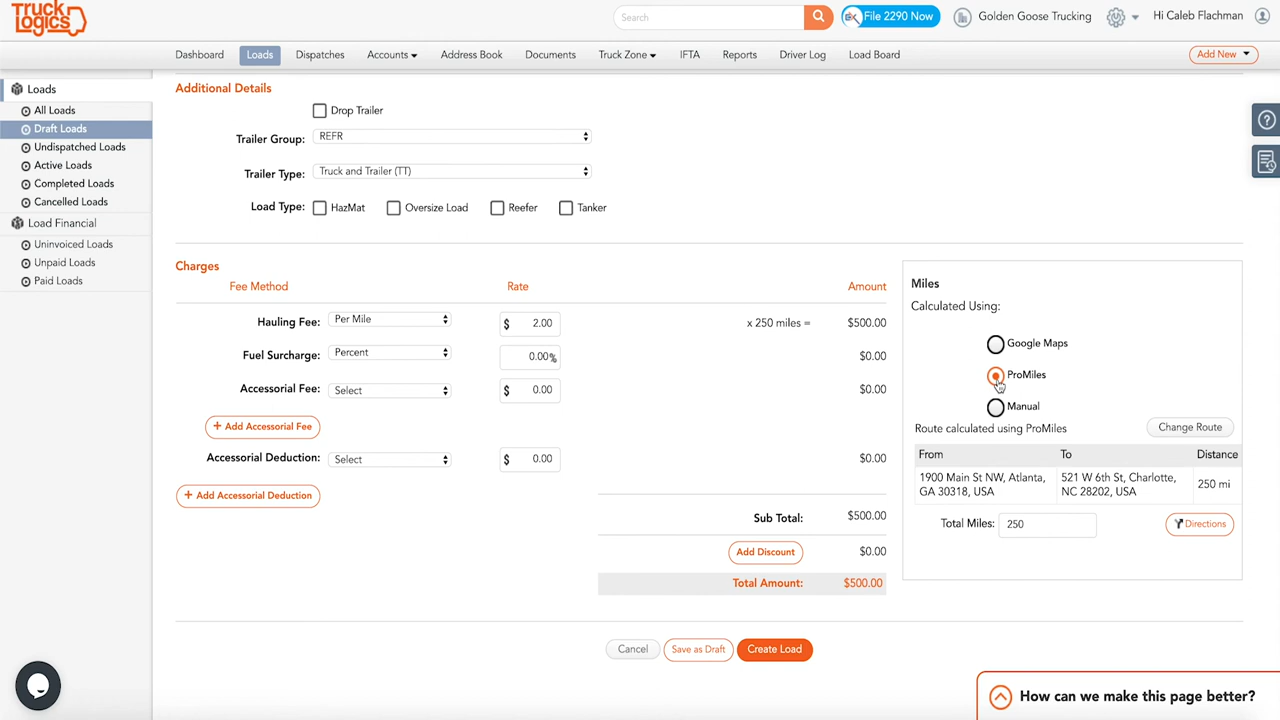 TRUCK
LOGICS
Search
File 2290 Now
Golden Goose Trucking
Hi Caleb Flachman
Dashboard
Loads
Dispatches
Accounts
Address Book
Documents
Truck Zone
IFTA
Reports
Driver Log
Load Board
Add New
Loads
All Loads
Draft Loads
Undispatched Loads
Active Loads
Completed Loads
Cancelled Loads
Load Financial
Uninvoiced Loads
Unpaid Loads
Paid Loads
Additional Details
Drop Trailer
Trailer Group: REFR
Trailer Type: Truck and Trailer (TT)
Load Type: HazMat Oversize Load Reefer Tanker
Charges
Fee Method Rate Amount
Hauling Fee: Per Mile $ 2.00 x 250 miles = $500.00
Fuel Surcharge: Percent 0.00% $0.00
Accessorial Fee: Select $ 0.00 $0.00
+ Add Accessorial Fee
Accessorial Deduction: Select $ 0.00 $0.00
+ Add Accessorial Deduction
Sub Total: $500.00
Add Discount $0.00
Total Amount: $500.00
Miles
Calculated Using:
Google Maps
ProMiles
Manual
Route calculated using ProMiles
Change Route
From To Distance
1900 Main St NW, Atlanta,
GA 30318, USA
521 W 6th St, Charlotte,
NC 28202, USA
250 mi
Total Miles: 250
Directions
Cancel
Save as Draft
Create Load
How can we make this page better?